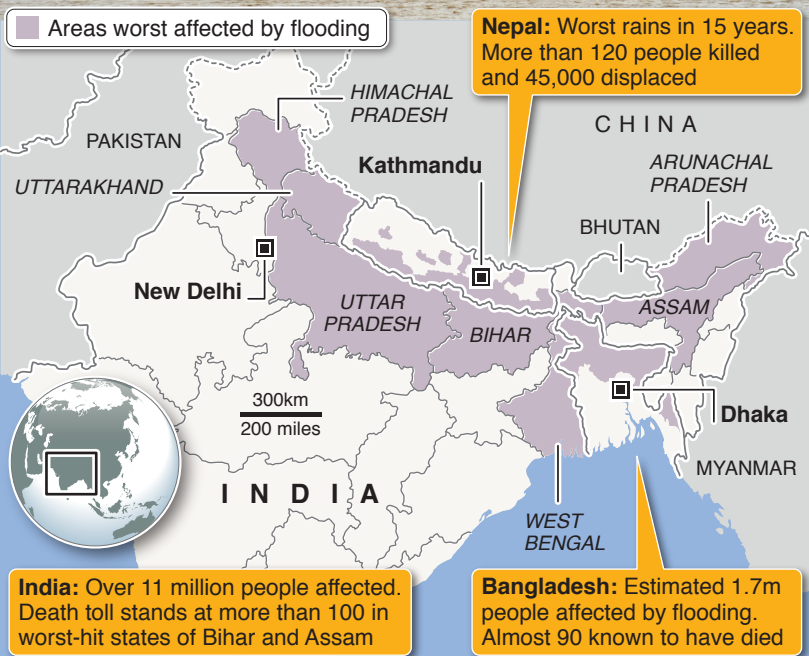 Areas worst affected by flooding
Nepal: Worst rains in 15 years.
More than 120 people killed
and 45,000 displaced
HIMACHAL
PRADESH
PAKISTAN
CHINA
Kathmandu
ARUNACHAL
PRADESH
UTTARAKHAND
BHUTAN
New Delhi
UTTAR
PRADESH
BIHAR
ASSAM
300km
200 miles
Dhaka
MYANMAR
INDIA
WEST
BENGAL
India: Over 11 million people affected.
Death toll stands at more than 100 in
worst-hit states of Bihar and Assam
Bangladesh: Estimated 1.7m
people affected by flooding.
Almost 90 known to have died